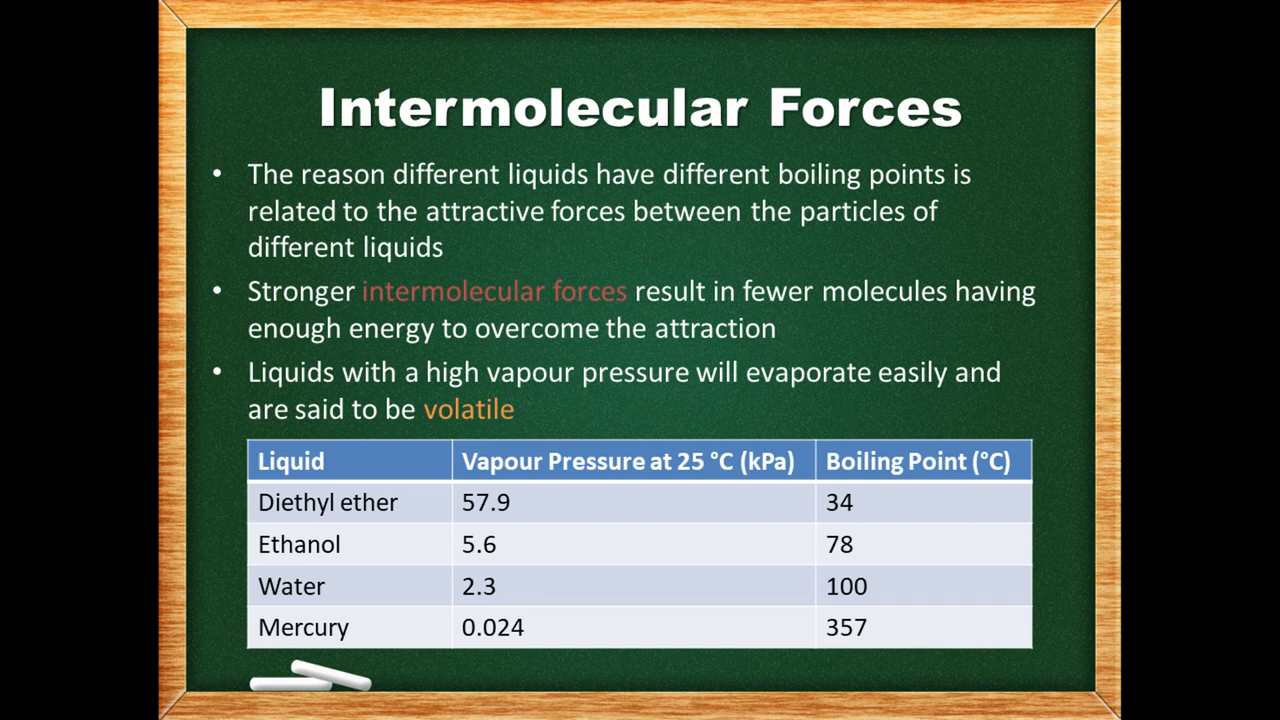 Intermolecular Forces
• The reason different liquids have different boiling points is
related to the attractive forces between the particles of
different liquids
• Stronger intermolecular forces result in fewer molecules having
enough energy to overcome the attraction
• Liquids with a high vapour pressure will evaporate easily and
are said to be volatile
Liquid Vapour Pressure at 25 °C (kPa) Boiling Point (°C)
Diethyl ether 57.9 34
Ethanol 5.6 78
Water 2.3 100
Mercury 0.024 357